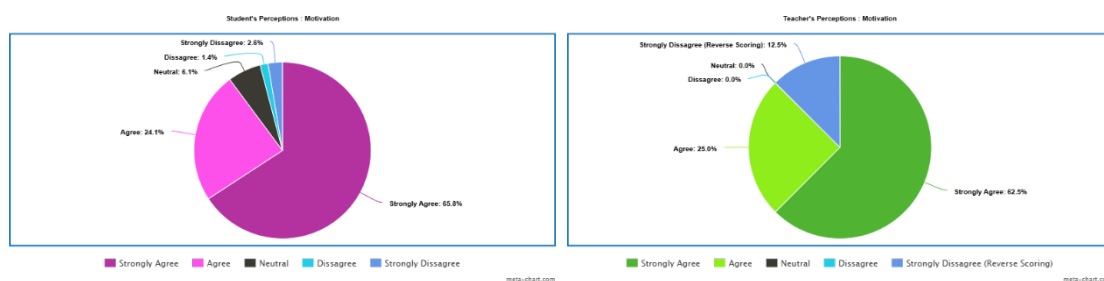 Student's Perceptions : Motivation
Strongly Dissagree: 2.6%
Dissagree: 1.4%
Neutral: 6.1%
Agree: 24.1%
Strongly Agree: 65.8%
Strongly Agree Agree Neutral Dissagree Strongly Dissagree
meta-chart.com
Teacher's Perceptions : Motivation
Strongly Dissagree (Reverse Scoring): 12.5%
Neutral: 0.0%
Dissagree: 0.0%
Agree: 25.0%
Strongly Agree: 62.5%
Strongly Agree Agree Neutral Dissagree Strongly Dissagree (Reverse Scoring)
meta-chart.co